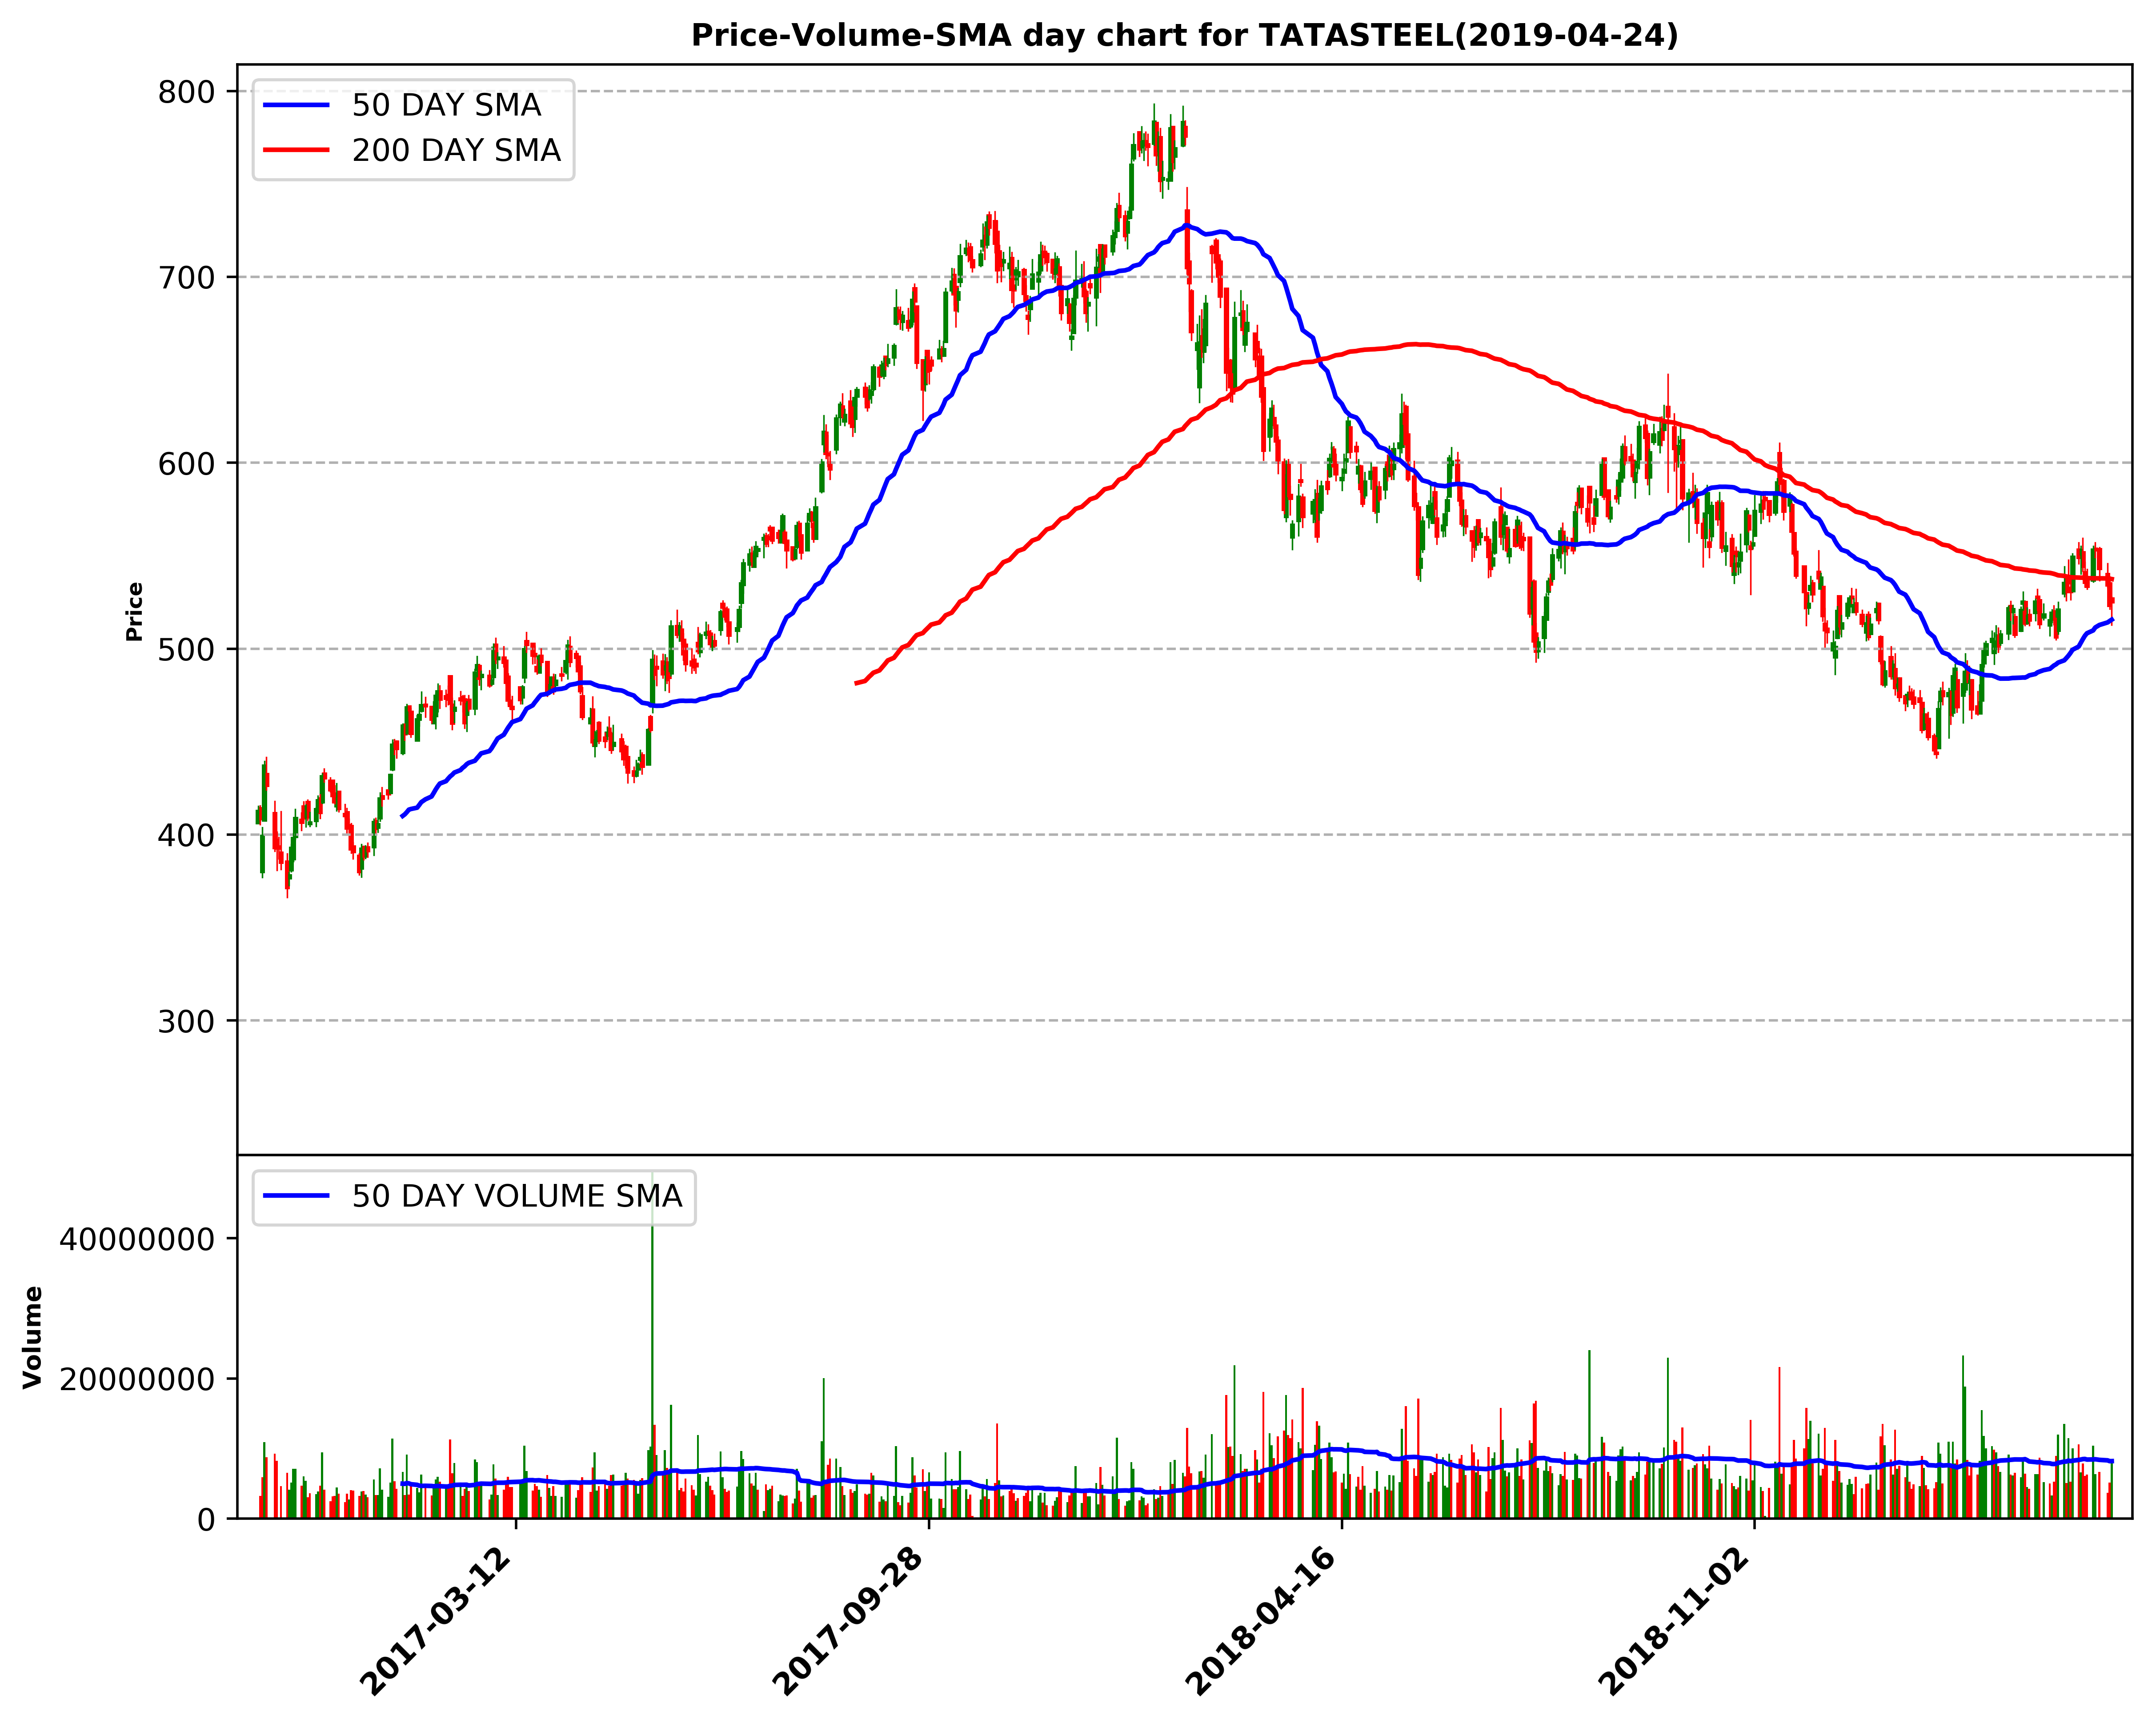 Price-Volume-SMA day chart for TATASTEEL(2019-04-24)
50 DAY SMA
200 DAY SMA
800
700
600
500
400
300
Price
50 DAY VOLUME SMA
40000000
20000000
0
Volume
2017-03-12
2017-09-28
2018-04-16
2018-11-02